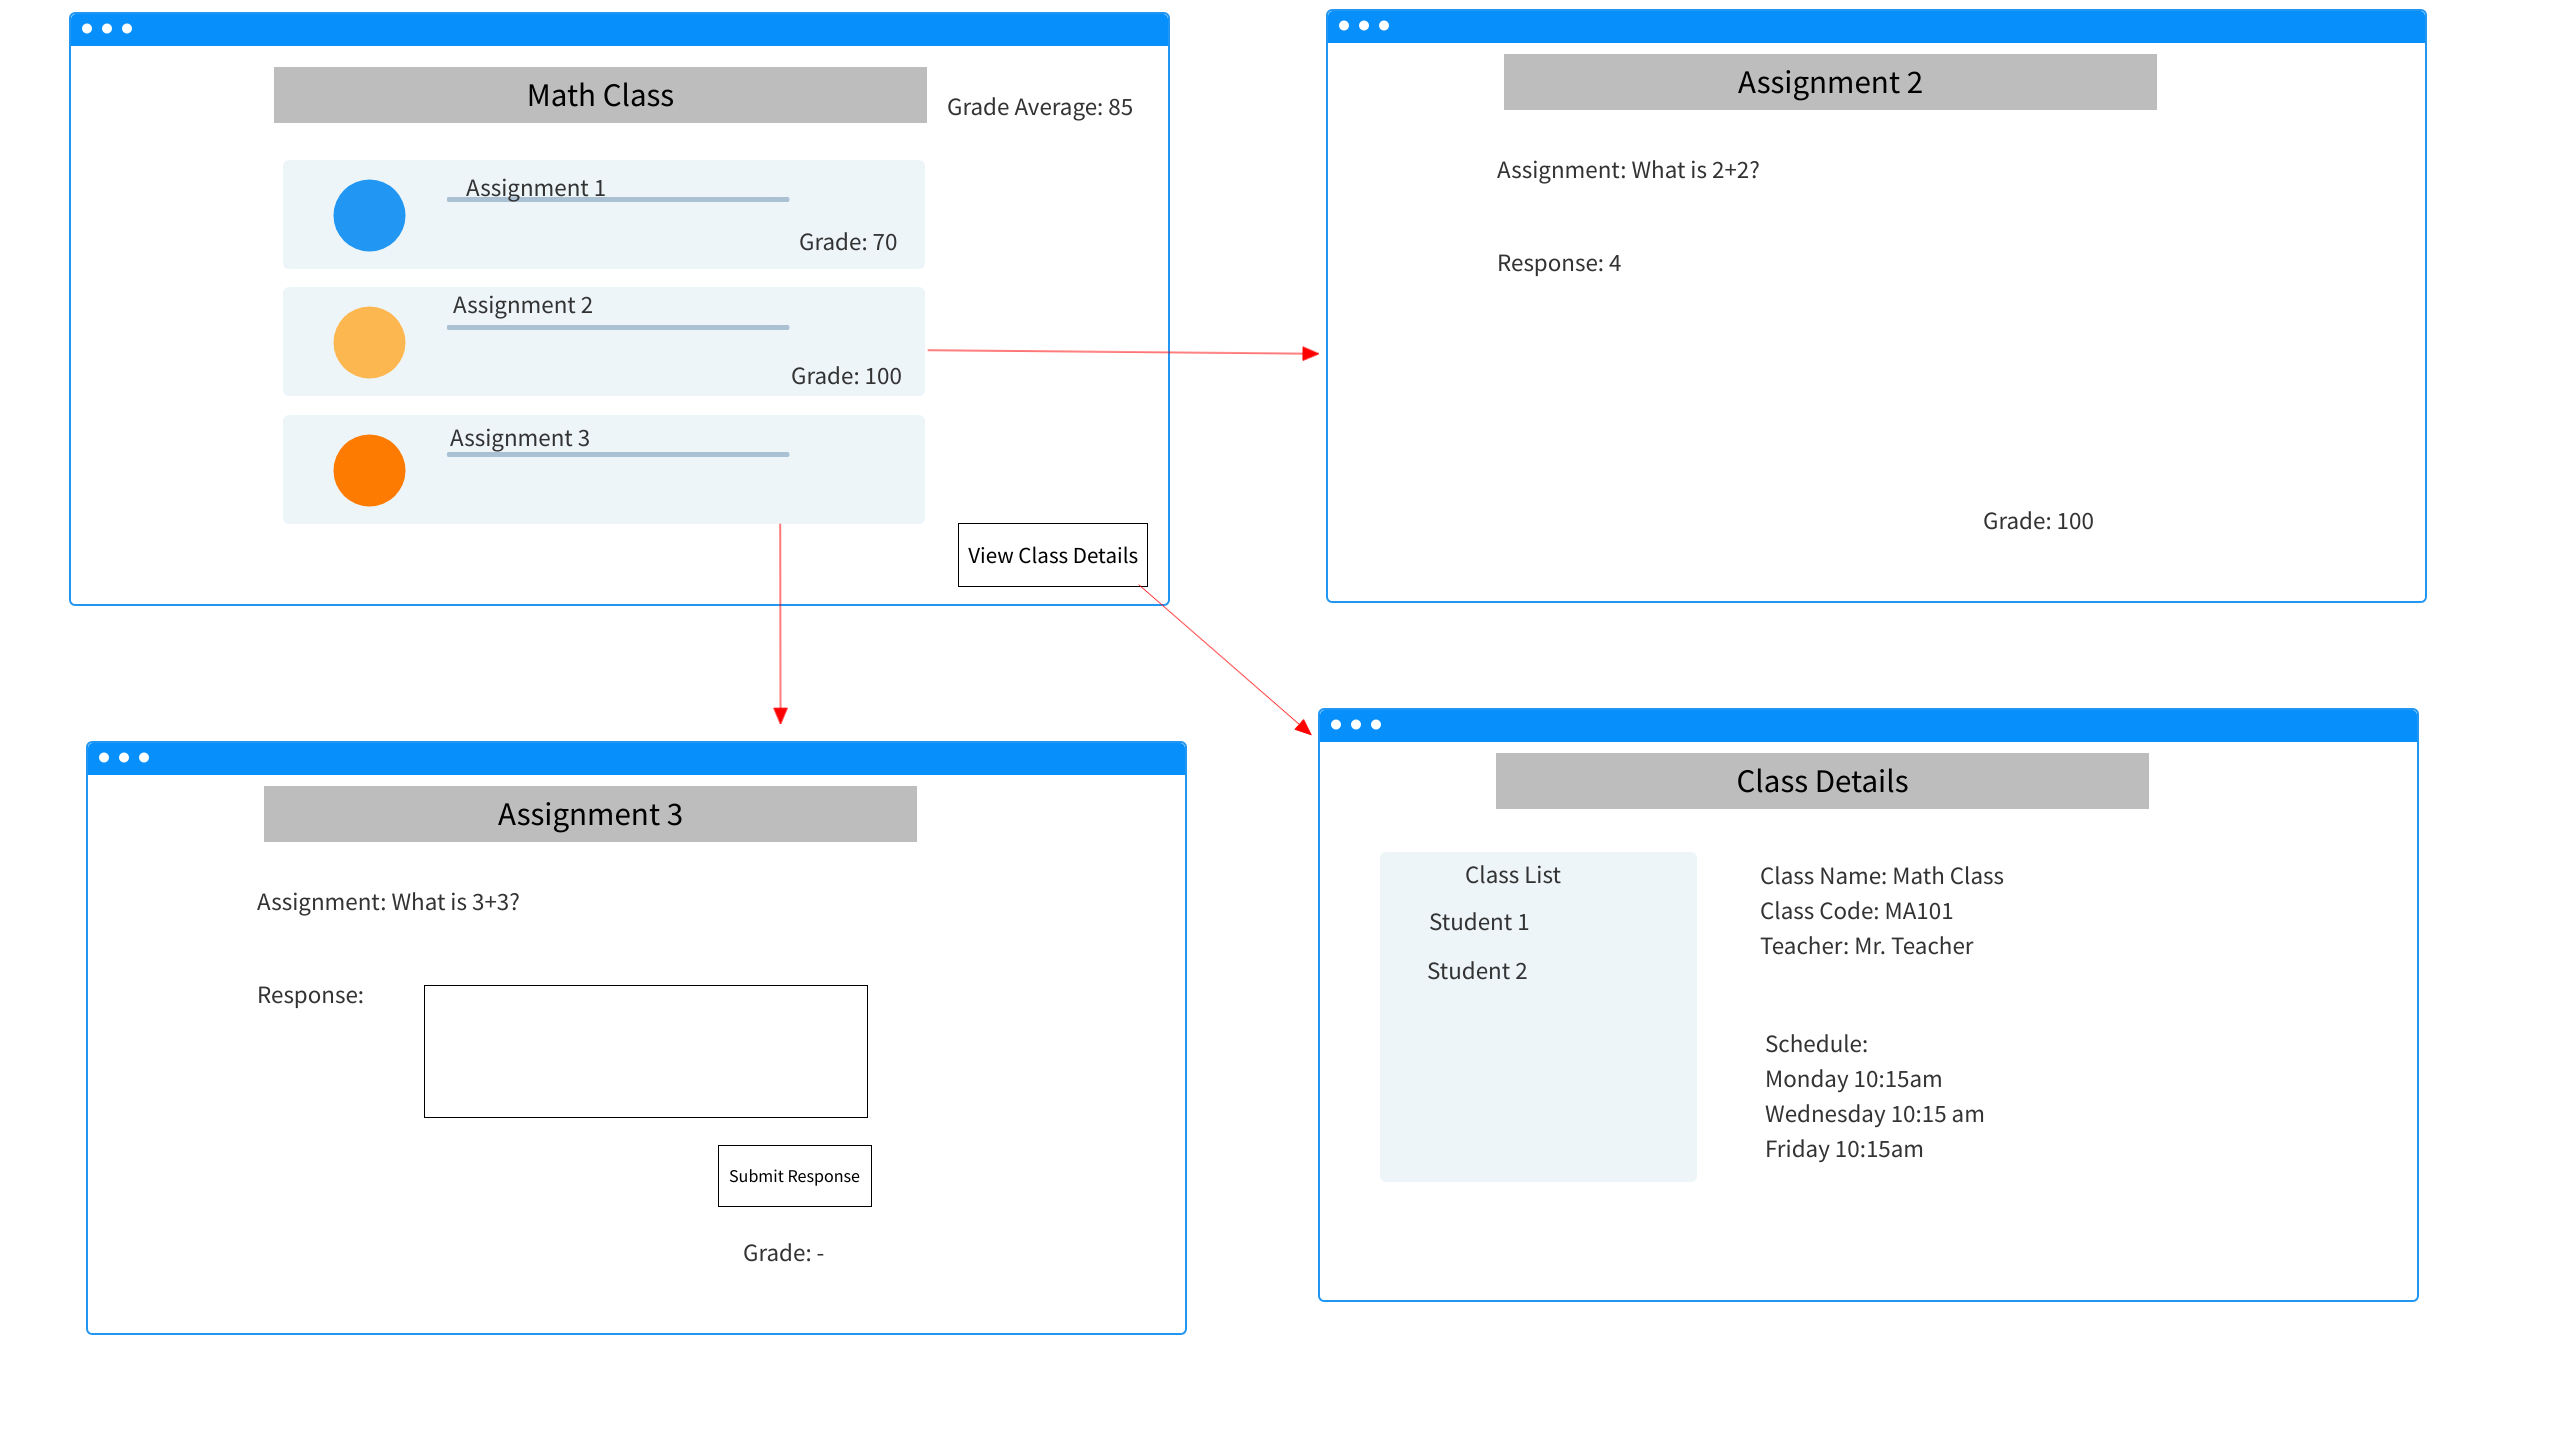 Math Class
Grade Average: 85
Assignment 1
Grade: 70
Assignment 2
Grade: 100
Assignment 3
View Class Details
Assignment 2
Assignment: What is 2+2?
Response: 4
Grade: 100
Assignment 3
Assignment: What is 3+3?
Response:
Submit Response
Grade: -
Class Details
Class List
Student 1
Student 2
Class Name: Math Class
Class Code: MA101
Teacher: Mr. Teacher
Schedule:
Monday 10:15am
Wednesday 10:15 am
Friday 10:15am